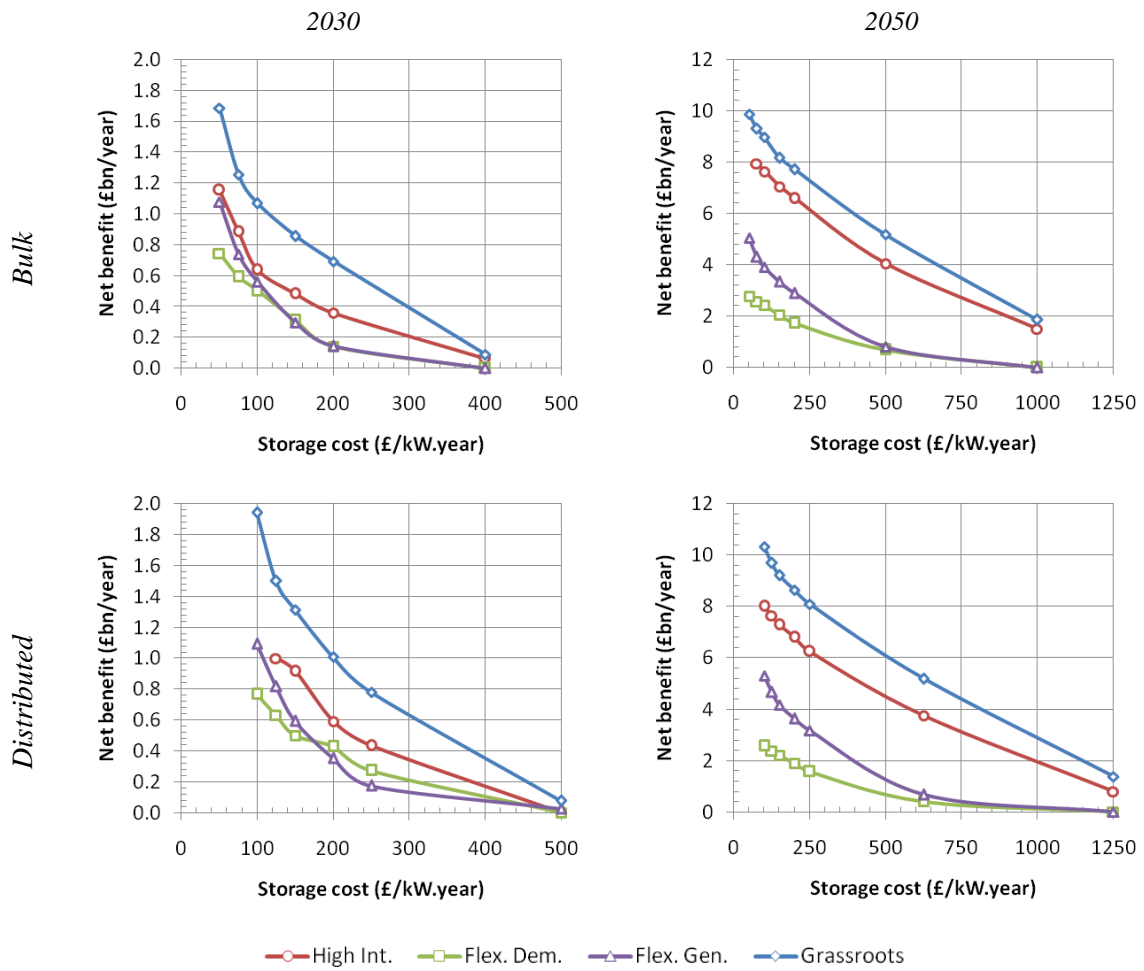 2030
2050
Bulk
Net benefit (£bn/year)
2.0
1.8
1.6
1.4
1.2
1.0
0.8
0.6
0.4
0.2
0.0
0 100 200 300 400 500
Storage cost (£/kW.year)
Net benefit (£bn/year)
12
10
8
6
4
2
0
0 250 500 750 1000 1250
Storage cost (£/kW.year)
Distributed
Net benefit (£bn/year)
2.0
1.8
1.6
1.4
1.2
1.0
0.8
0.6
0.4
0.2
0.0
0 100 200 300 400 500
Storage cost (£/kW.year)
Net benefit (£bn/year)
12
10
8
6
4
2
0
0 250 500 750 1000 1250
Storage cost (£/kW.year)
High Int. Flex. Dem. Flex. Gen. Grassroots